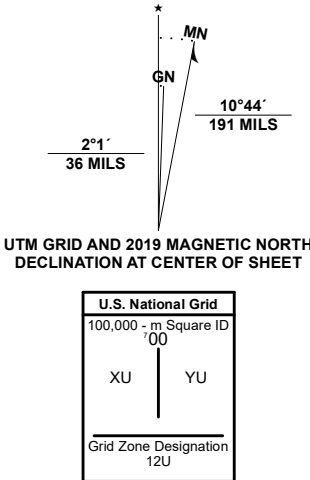 ★
MN
GN
10°44´
191 MILS
2°1´
36 MILS
UTM GRID AND 2019 MAGNETIC NORTH
DECLINATION AT CENTER OF SHEET
U.S. National Grid
100,000 - m Square ID
⁷00
XU YU
Grid Zone Designation
12U